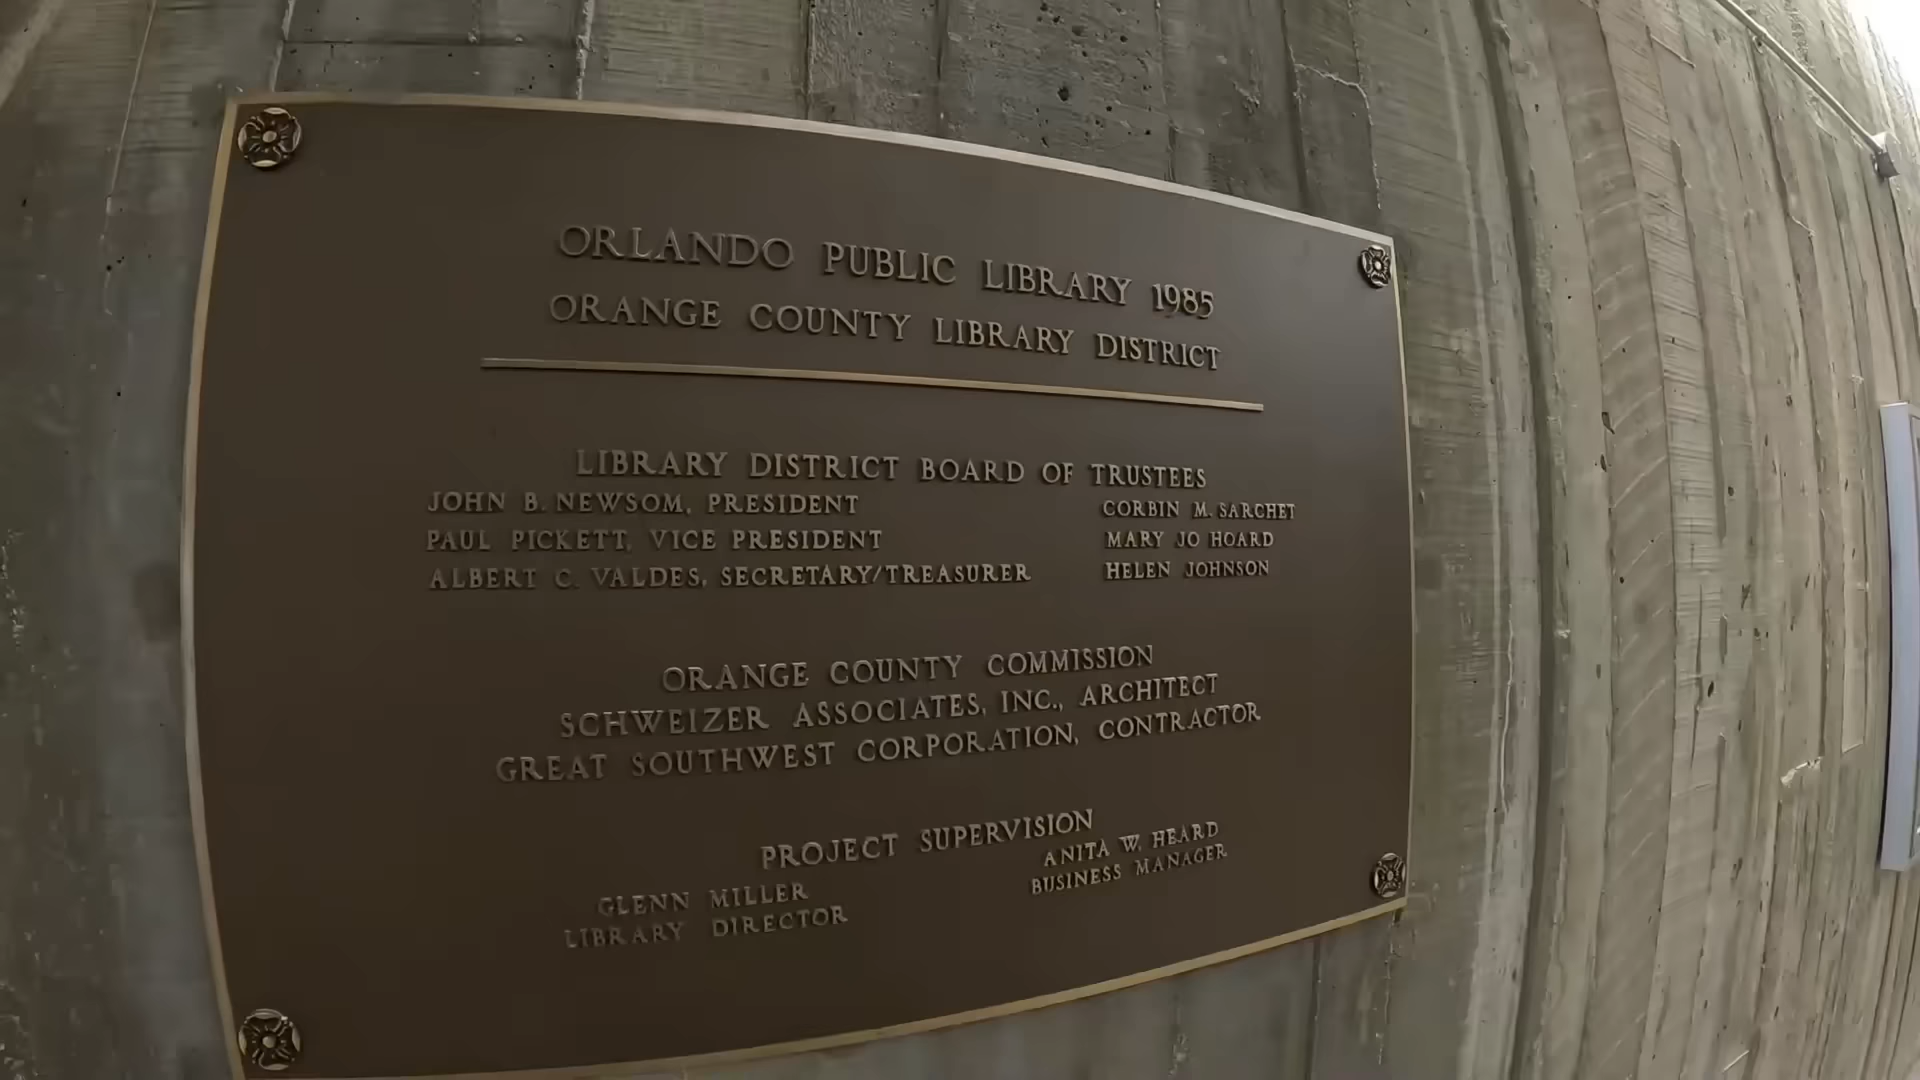 ORLANDO PUBLIC LIBRARY 1985
ORANGE COUNTY LIBRARY DISTRICT
LIBRARY DISTRICT BOARD OF TRUSTEES
JOHN B. NEWSOM, PRESIDENT CORBIN M. SARCHET
PAUL PICKETT, VICE PRESIDENT MARY JO HOARD
ALBERT C. VALDES, SECRETARY/TREASURER HELEN JOHNSON
ORANGE COUNTY COMMISSION
SCHWEIZER ASSOCIATES, INC., ARCHITECT
GREAT SOUTHWEST CORPORATION, CONTRACTOR
PROJECT SUPERVISION
GLENN MILLER ANITA W. HEARD
LIBRARY DIRECTOR BUSINESS MANAGER